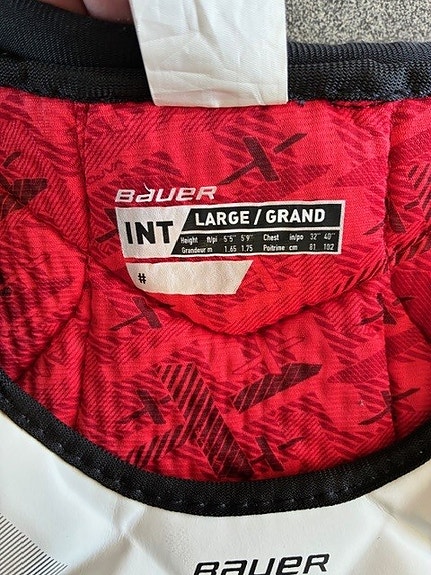 BAUER
INT LARGE / GRAND
Height ft/pi 5'5" 5'9" Chest in/po 32" 40"
Grandeur m 1.65 1.75 Poitrine cm 81 102
#
BAUER